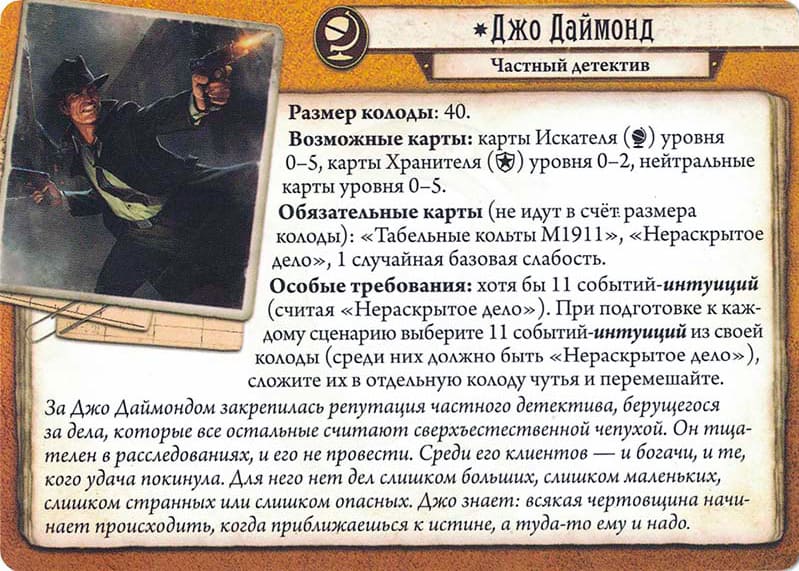 Джо Даймонд
Частный детектив
Размер колоды: 40.
Возможные карты: карты Искателя () уровня
0–5, карты Хранителя () уровня 0–2, нейтральные
карты уровня 0–5.
Обязательные карты (не идут в счёт размера
колоды): «Табельные кольты М1911», «Нераскрытое
дело», 1 случайная базовая слабость.
Особые требования: хотя бы 11 событий-интуиций
(считая «Нераскрытое дело»). При подготовке к каж-
дому сценарию выберите 11 событий-интуиций из своей
колоды (среди них должно быть «Нераскрытое дело»),
сложите их в отдельную колоду чутья и перемешайте.
За Джо Даймондом закрепилась репутация частного детектива, берущегося
за дела, которые все остальные считают сверхъестественной чепухой. Он тща-
телен в расследованиях, и его не провести. Среди его клиентов — и богачи, и те,
кого удача покинула. Для него нет дел слишком больших, слишком маленьких,
слишком странных или слишком опасных. Джо знает: всякая чертовщина начи-
нает происходить, когда приближаешься к истине, а туда-то ему и надо.